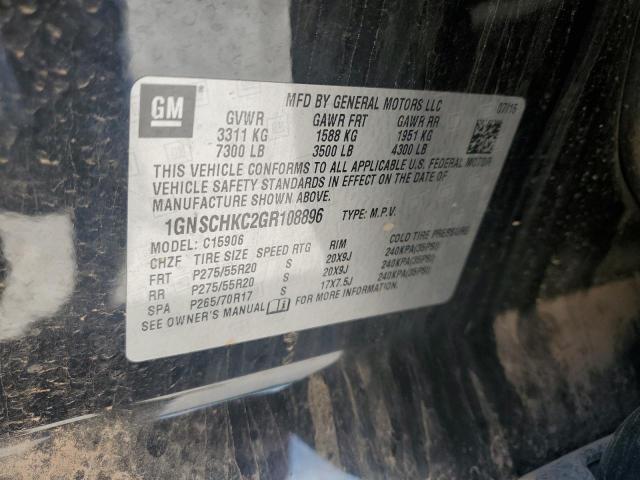 GM
MFD BY GENERAL MOTORS LLC 07/15
GVWR GAWR FRT GAWR RR
3311 KG 1588 KG 1951 KG
7300 LB 3500 LB 4300 LB
THIS VEHICLE CONFORMS TO ALL APPLICABLE U.S. FEDERAL MOTOR
VEHICLE SAFETY STANDARDS IN EFFECT ON THE DATE OF
MANUFACTURE SHOWN ABOVE.
1GNSCHKC2GR108896 TYPE: M.P.V.
MODEL: C15906
CHZF TIRE SIZE SPEED RTG RIM COLD TIRE PRESSURE
FRT P275/55R20 S 20X9J 240KPA(35PSI)
RR P275/55R20 S 20X9J 240KPA(35PSI)
SPA P265/70R17 S 17X7.5J 240KPA(35PSI)
SEE OWNER'S MANUAL FOR ADDITIONAL INFORMATION.